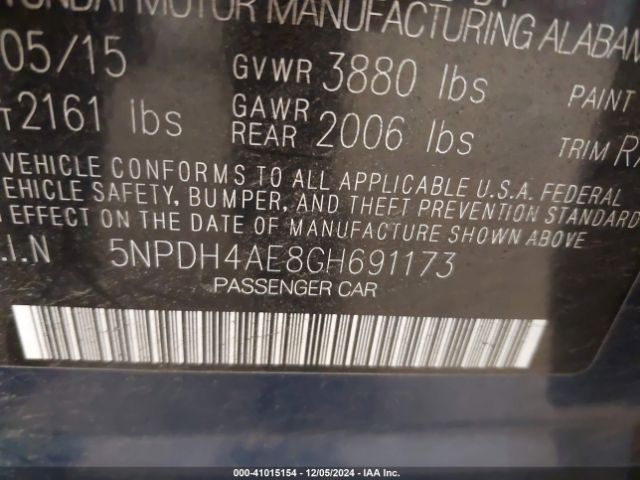 HYUNDAI MOTOR MANUFACTURING ALABAM
05/15 GVWR 3880 lbs PAINT
T 2161 lbs GAWR REAR 2006 lbs TRIM
VEHICLE CONFORMS TO ALL APPLICABLE U.S.A. FEDERAL
EHICLE SAFETY, BUMPER, AND THEFT PREVENTION STANDARD
EFFECT ON THE DATE OF MANUFACTURE SHOWN ABOVE.
.I.N 5NPDH4AE8GH691173
PASSENGER CAR
000-41015154 - 12/05/2024 - IAA Inc.